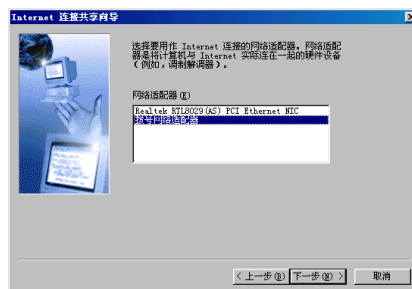 Internet 连接共享向导
选择要用作 Internet 连接的网络适配器。网络适配
器是将计算机与 Internet 实际连在一起的硬件设备
(例如，调制解调器)。
网络适配器(E)
Realtek RTL8029(AS) PCI Ethernet NIC
拨号网络适配器
< 上一步(B)  下一步(N) >  取消